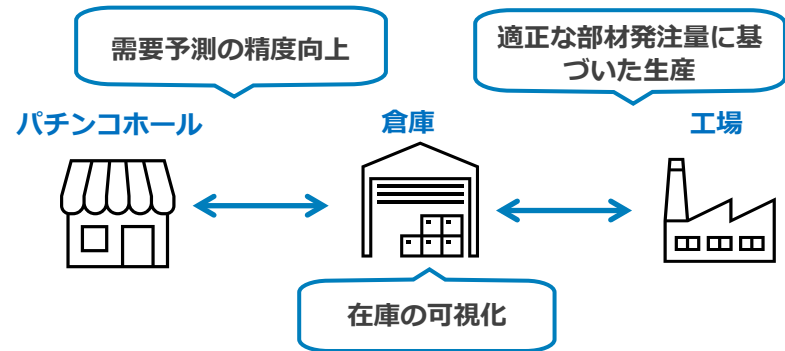 需要予測の精度向上
適正な部材発注量に基
づいた生産
パチンコホール
倉庫
工場
在庫の可視化